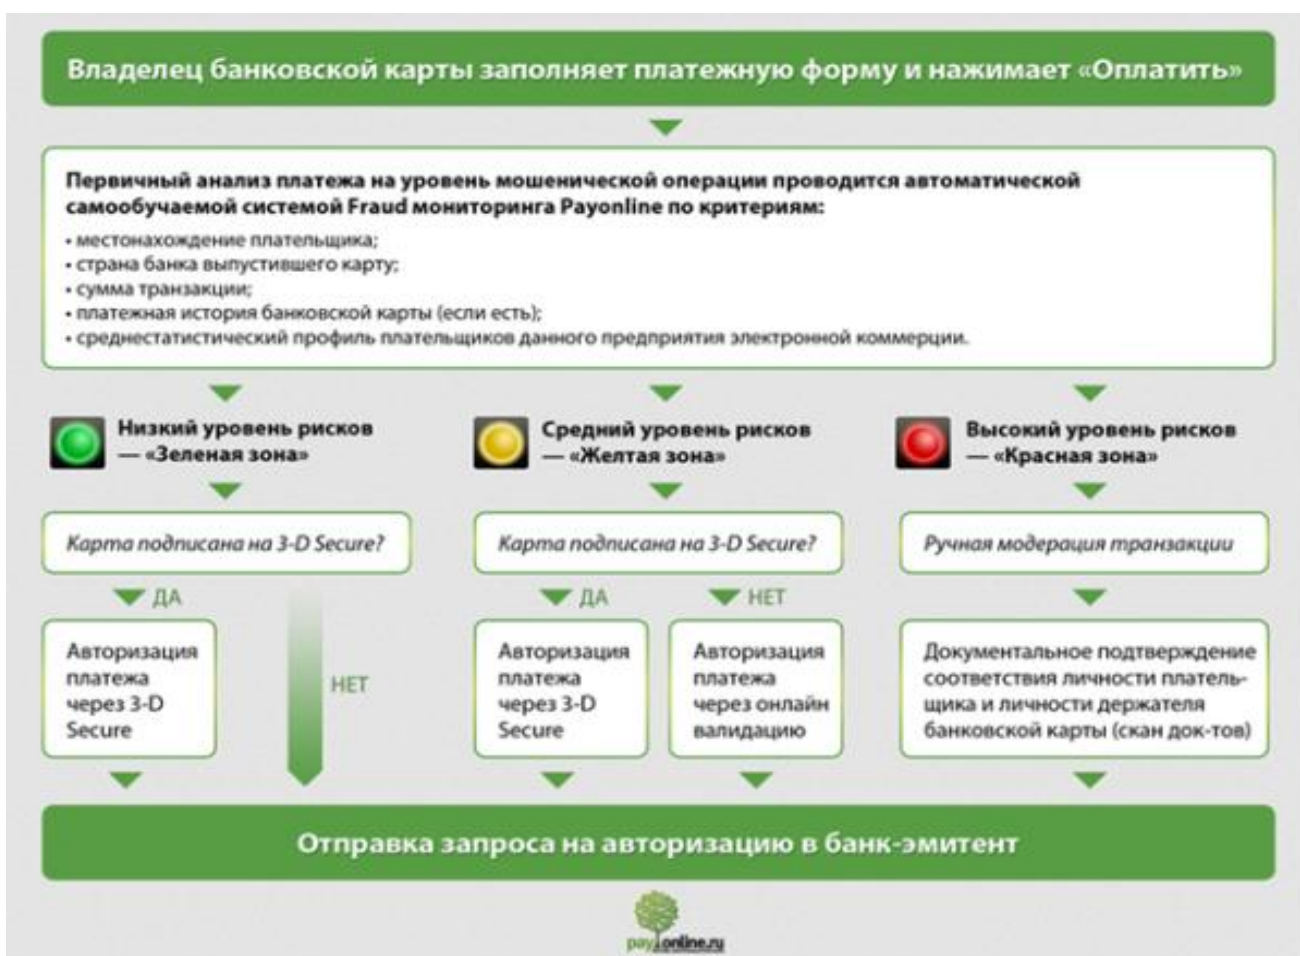 Владелец банковской карты заполняет платежную форму и нажимает «Оплатить»
Первичный анализ платежа на уровень мошенической операции проводится автоматической
самообучаемой системой Fraud мониторинга Payonline по критериям:
• местонахождение плательщика;
• страна банка выпустившего карту;
• сумма транзакции;
• платежная история банковской карты (если есть);
• среднестатистический профиль плательщиков данного предприятия электронной коммерции.
Низкий уровень рисков
— «Зеленая зона»
Средний уровень рисков
— «Желтая зона»
Высокий уровень рисков
— «Красная зона»
Карта подписана на 3-D Secure?
Карта подписана на 3-D Secure?
Ручная модерация транзакции
ДА
ДА
НЕТ
Авторизация
платежа
через 3-D
Secure
НЕТ
Авторизация
платежа
через 3-D
Secure
Авторизация
платежа
через онлайн
валидацию
Документальное подтверждение
соответствия личности платель-
щика и личности держателя
банковской карты (скан док-тов)
Отправка запроса на авторизацию в банк-эмитент
payonline.ru